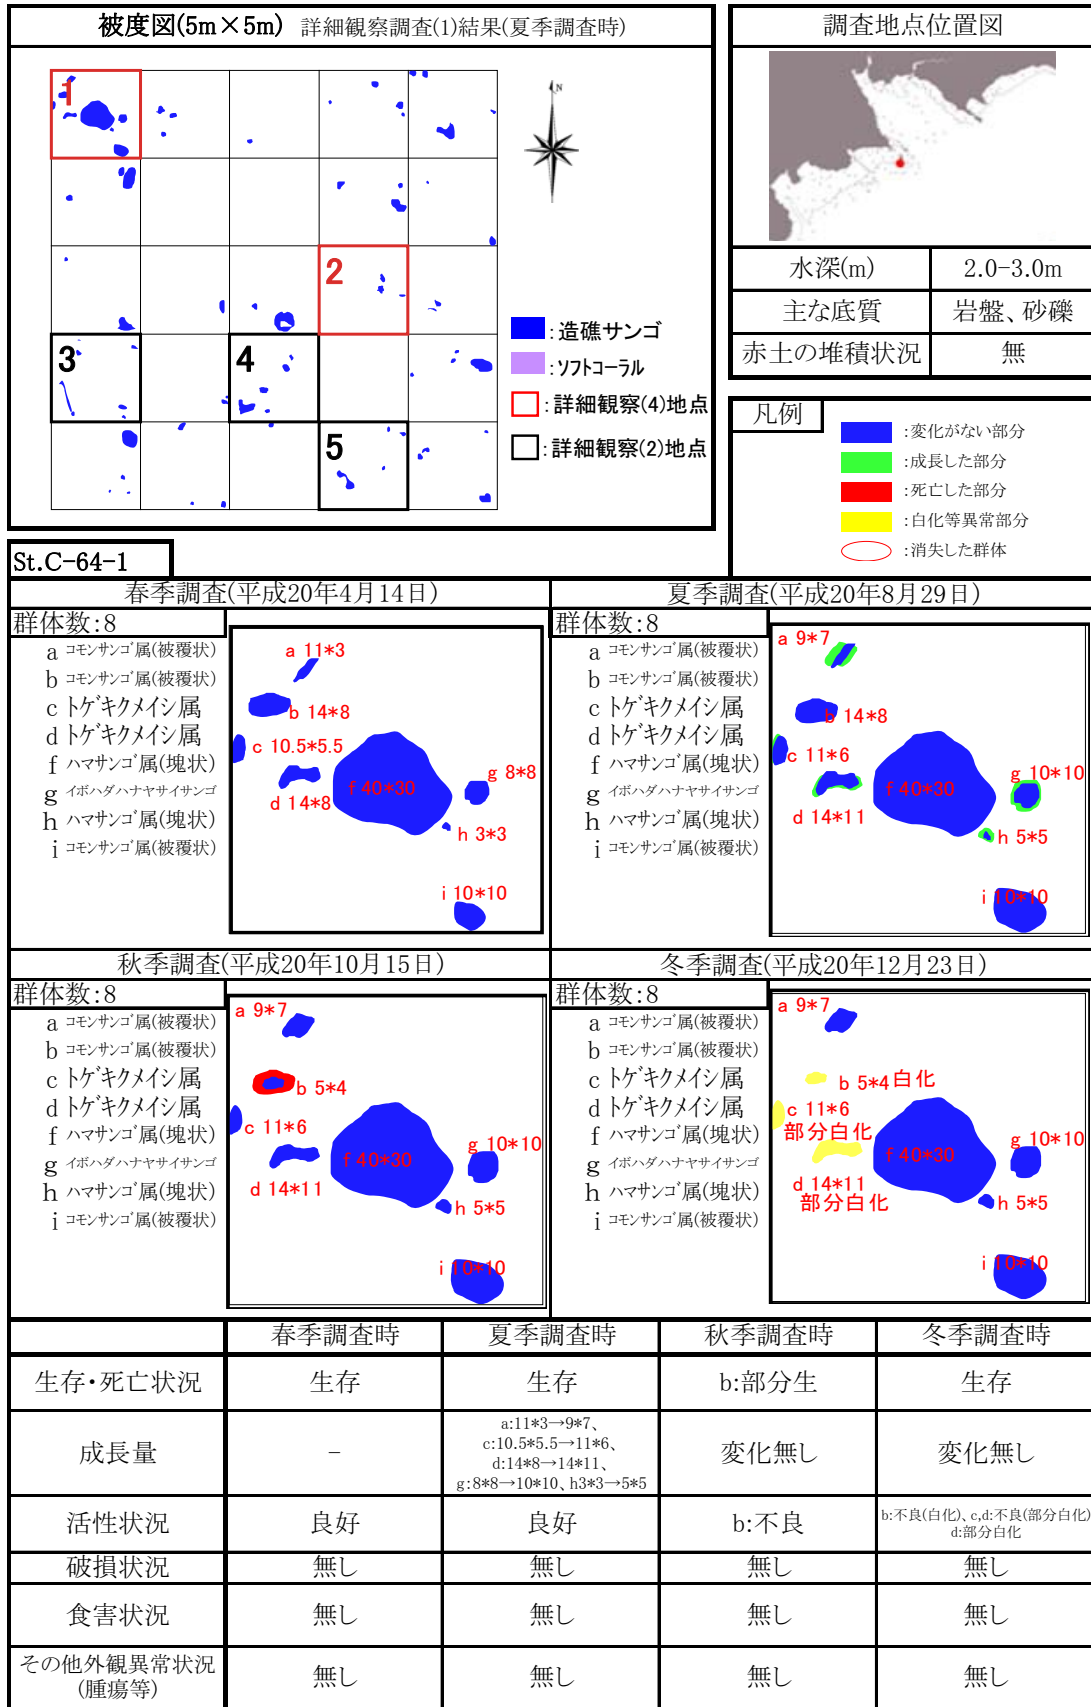 被度図(5m×5m) 詳細観察調査(1)結果(夏季調査時)
1
2
3
4
5
N
:造礁サンゴ
:ソフトコーラル
:詳細観察(4)地点
:詳細観察(2)地点
調査地点位置図
水深(m) 2.0-3.0m
主な底質 岩盤、砂礫
赤土の堆積状況 無
凡例
:変化がない部分
:成長した部分
:死亡した部分
:白化等異常部分
:消失した群体
St.C-64-1
春季調査(平成20年4月14日)
群体数:8
a コモンサンゴ属(被覆状)
b コモンサンゴ属(被覆状)
c トゲキクメイシ属
d トゲキクメイシ属
f ハマサンゴ属(塊状)
g イボハダハナヤサイサンゴ
h ハマサンゴ属(塊状)
i コモンサンゴ属(被覆状)
a 11*3
b 14*8
c 10.5*5.5
d 14*8
f 40*30
g 8*8
h 3*3
i 10*10
夏季調査(平成20年8月29日)
群体数:8
a コモンサンゴ属(被覆状)
b コモンサンゴ属(被覆状)
c トゲキクメイシ属
d トゲキクメイシ属
f ハマサンゴ属(塊状)
g イボハダハナヤサイサンゴ
h ハマサンゴ属(塊状)
i コモンサンゴ属(被覆状)
a 9*7
b 14*8
c 11*6
d 14*11
f 40*30
g 10*10
h 5*5
i 10*10
秋季調査(平成20年10月15日)
群体数:8
a コモンサンゴ属(被覆状)
b コモンサンゴ属(被覆状)
c トゲキクメイシ属
d トゲキクメイシ属
f ハマサンゴ属(塊状)
g イボハダハナヤサイサンゴ
h ハマサンゴ属(塊状)
i コモンサンゴ属(被覆状)
a 9*7
b 5*4
c 11*6
d 14*11
f 40*30
g 10*10
h 5*5
i 10*10
冬季調査(平成20年12月23日)
群体数:8
a コモンサンゴ属(被覆状)
b コモンサンゴ属(被覆状)
c トゲキクメイシ属
d トゲキクメイシ属
f ハマサンゴ属(塊状)
g イボハダハナヤサイサンゴ
h ハマサンゴ属(塊状)
i コモンサンゴ属(被覆状)
a 9*7
b 5*4白化
c 11*6
部分白化
d 14*11
部分白化
f 40*30
g 10*10
h 5*5
i 10*10
春季調査時 夏季調査時 秋季調査時 冬季調査時
生存・死亡状況 生存 生存 b:部分生 生存
成長量 − a:11*3→9*7、
c:10.5*5.5→11*6、
d:14*8→14*11、
g:8*8→10*10、h3*3→5*5
変化無し 変化無し
活性状況 良好 良好 b:不良 b:不良(白化)、c,d:不良(部分白化)
d:部分白化
破損状況 無し 無し 無し 無し
食害状況 無し 無し 無し 無し
その他外観異常状況
(腫瘍等) 無し 無し 無し 無し